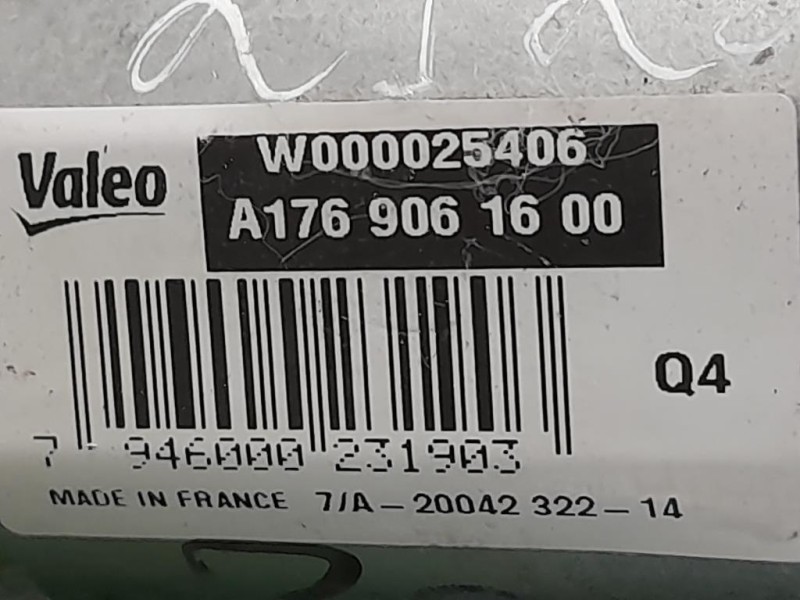 Valeo
W000025406
A176 906 16 00
Q4
7 946000 231903
MADE IN FRANCE 7/A-20042 322-14